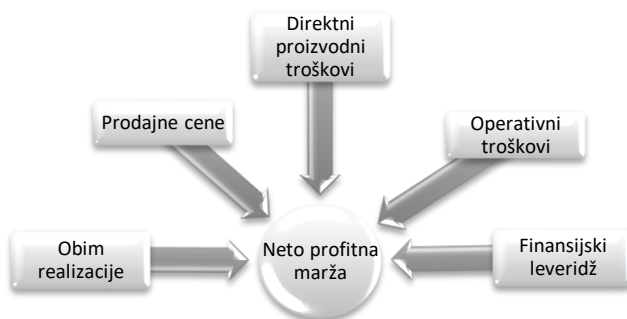 Direktni
proizvodni
troškovi
Prodajne cene
Operativni
troškovi
Obim
realizacije
Neto profitna
marža
Finansijski
leveridž